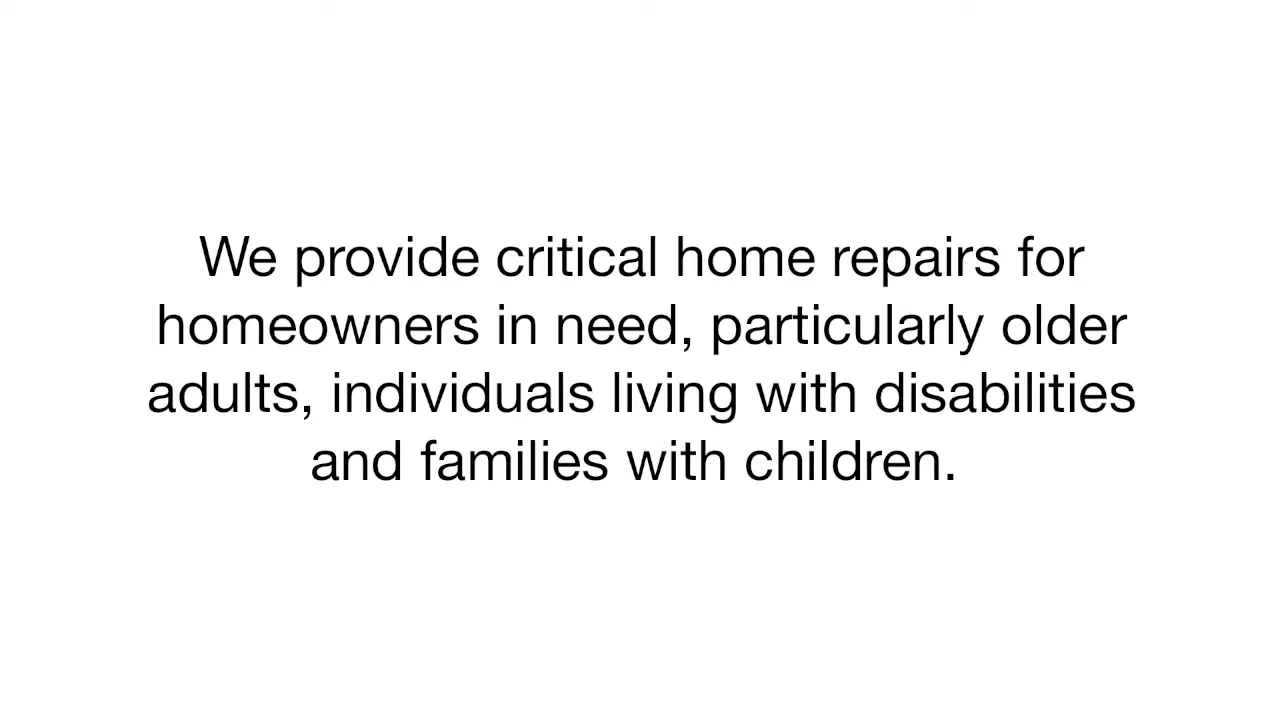 We provide critical home repairs for
homeowners in need, particularly older
adults, individuals living with disabilities
and families with children.